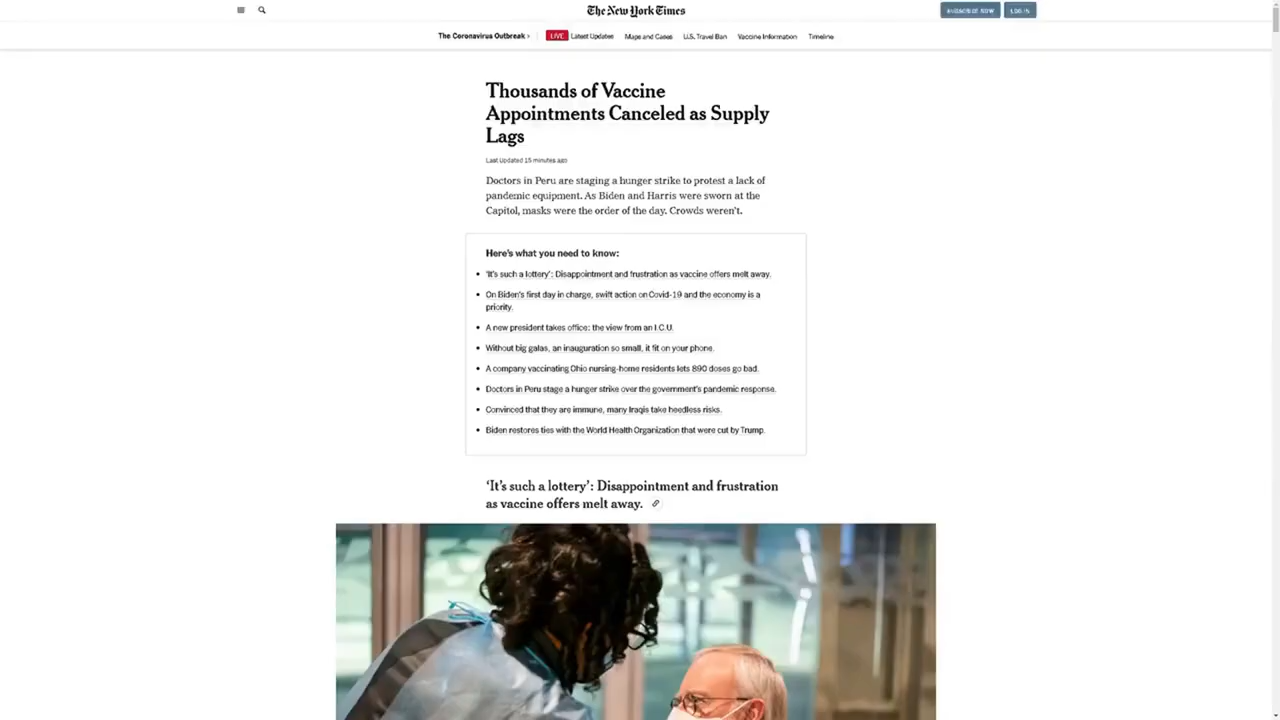 The New York Times
SUBSCRIBE NOW
LOG IN
The Coronavirus Outbreak ›
LIVE Latest Updates
Maps and Cases
U.S. Travel Ban
Vaccine Information
Timeline
Thousands of Vaccine
Appointments Canceled as Supply
Lags
Last Updated 15 minutes ago
Doctors in Peru are staging a hunger strike to protest a lack of
pandemic equipment. As Biden and Harris were sworn at the
Capitol, masks were the order of the day. Crowds weren't.
Here's what you need to know:
'It's such a lottery': Disappointment and frustration as vaccine offers melt away.
On Biden's first day in charge, swift action on Covid-19 and the economy is a
priority.
A new president takes office: the view from an I.C.U.
Without big galas, an inauguration so small, it fit on your phone.
A company vaccinating Ohio nursing-home residents lets 890 doses go bad.
Doctors in Peru stage a hunger strike over the government's pandemic response.
Convinced that they are immune, many Iraqis take heedless risks.
Biden restores ties with the World Health Organization that were cut by Trump.
'It's such a lottery': Disappointment and frustration
as vaccine offers melt away.